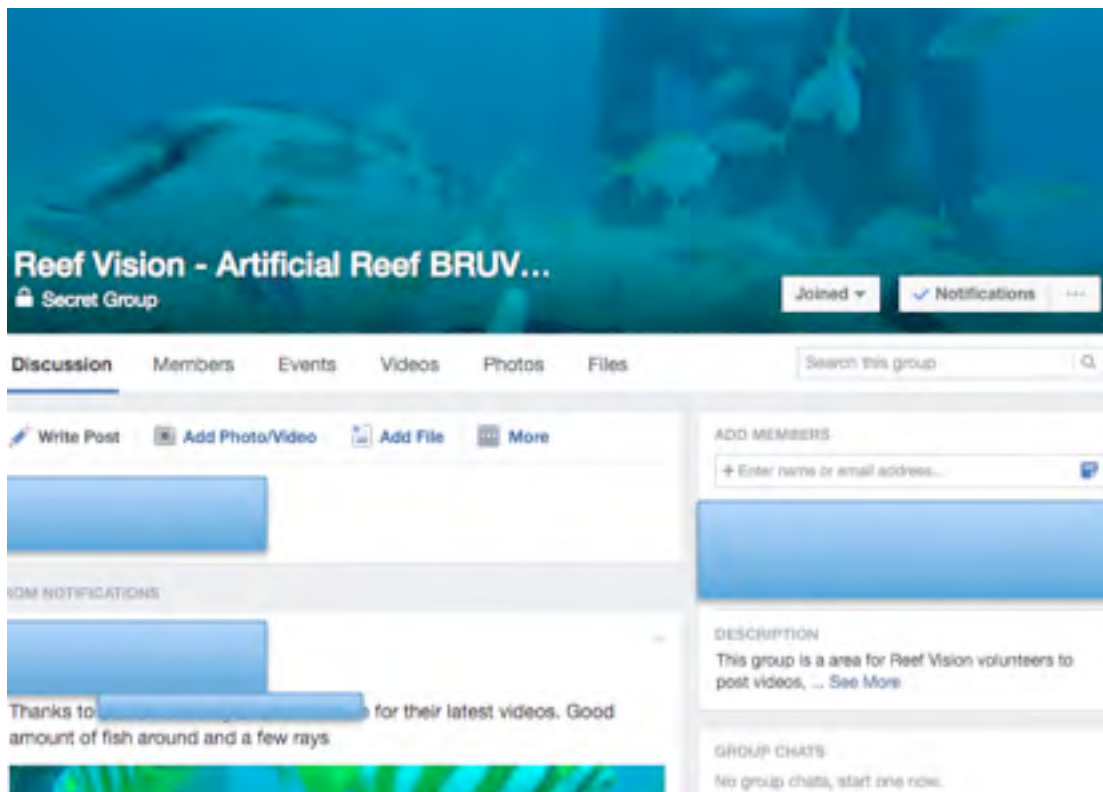 Reef Vision - Artificial Reef BRUV...
Secret Group
Joined
Notifications
Discussion Members Events Videos Photos Files
Search this group
Write Post Add Photo/Video Add File More
OM NOTIFICATIONS
Thanks to
for their latest videos. Good
amount of fish around and a few rays
ADD MEMBERS
+ Enter name or email address...
DESCRIPTION
This group is a area for Reef Vision volunteers to
post videos, ... See More
GROUP CHATS
No group chats, start one now.